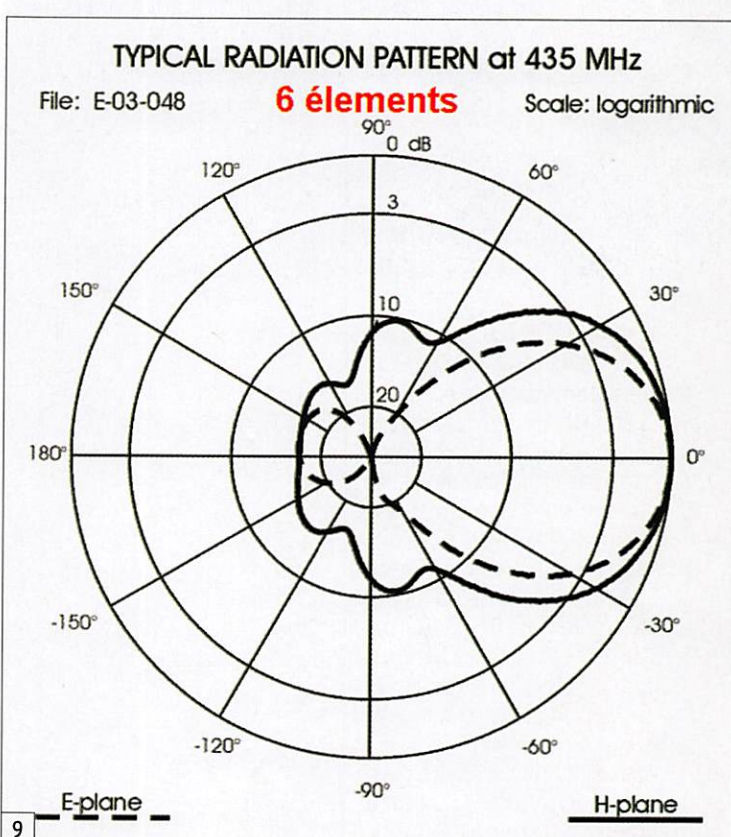 TYPICAL RADIATION PATTERN at 435 MHz
File: E-03-048
6 élements
Scale: logarithmic
90°
0 dB
120°
60°
3
150°
30°
10
20
180°
0°
-150°
-30°
-120°
-60°
-90°
E-plane
H-plane
9